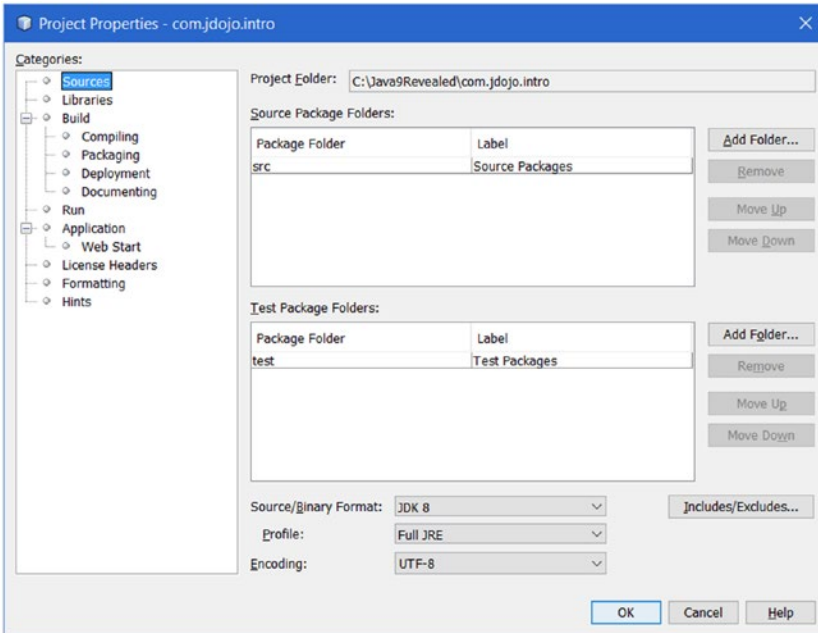 Project Properties - com.jdojo.intro
Categories:
Sources
Libraries
Build
Compiling
Packaging
Deployment
Documenting
Run
Application
Web Start
License Headers
Formatting
Hints
Project Folder: C:\Java9Revealed\com.jdojo.intro
Source Package Folders:
Package Folder Label
src Source Packages
Add Folder...
Remove
Move Up
Move Down
Test Package Folders:
Package Folder Label
test Test Packages
Add Folder...
Remove
Move Up
Move Down
Source/Binary Format: JDK 8
Includes/Excludes...
Profile: Full JRE
Encoding: UTF-8
OK Cancel Help